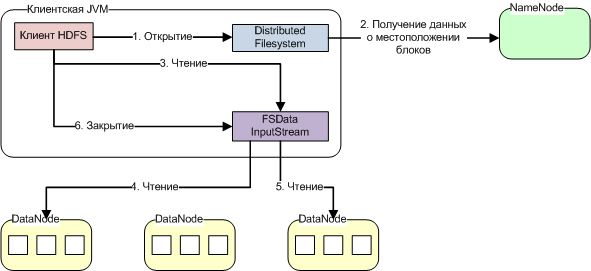 Клиентская JVM
NameNode
Клиент HDFS
1. Открытие
Distributed
Filesystem
2. Получение данных
о местоположении
блоков
3. Чтение
FSData
InputStream
6. Закрытие
4. Чтение
5. Чтение
DataNode
DataNode
DataNode